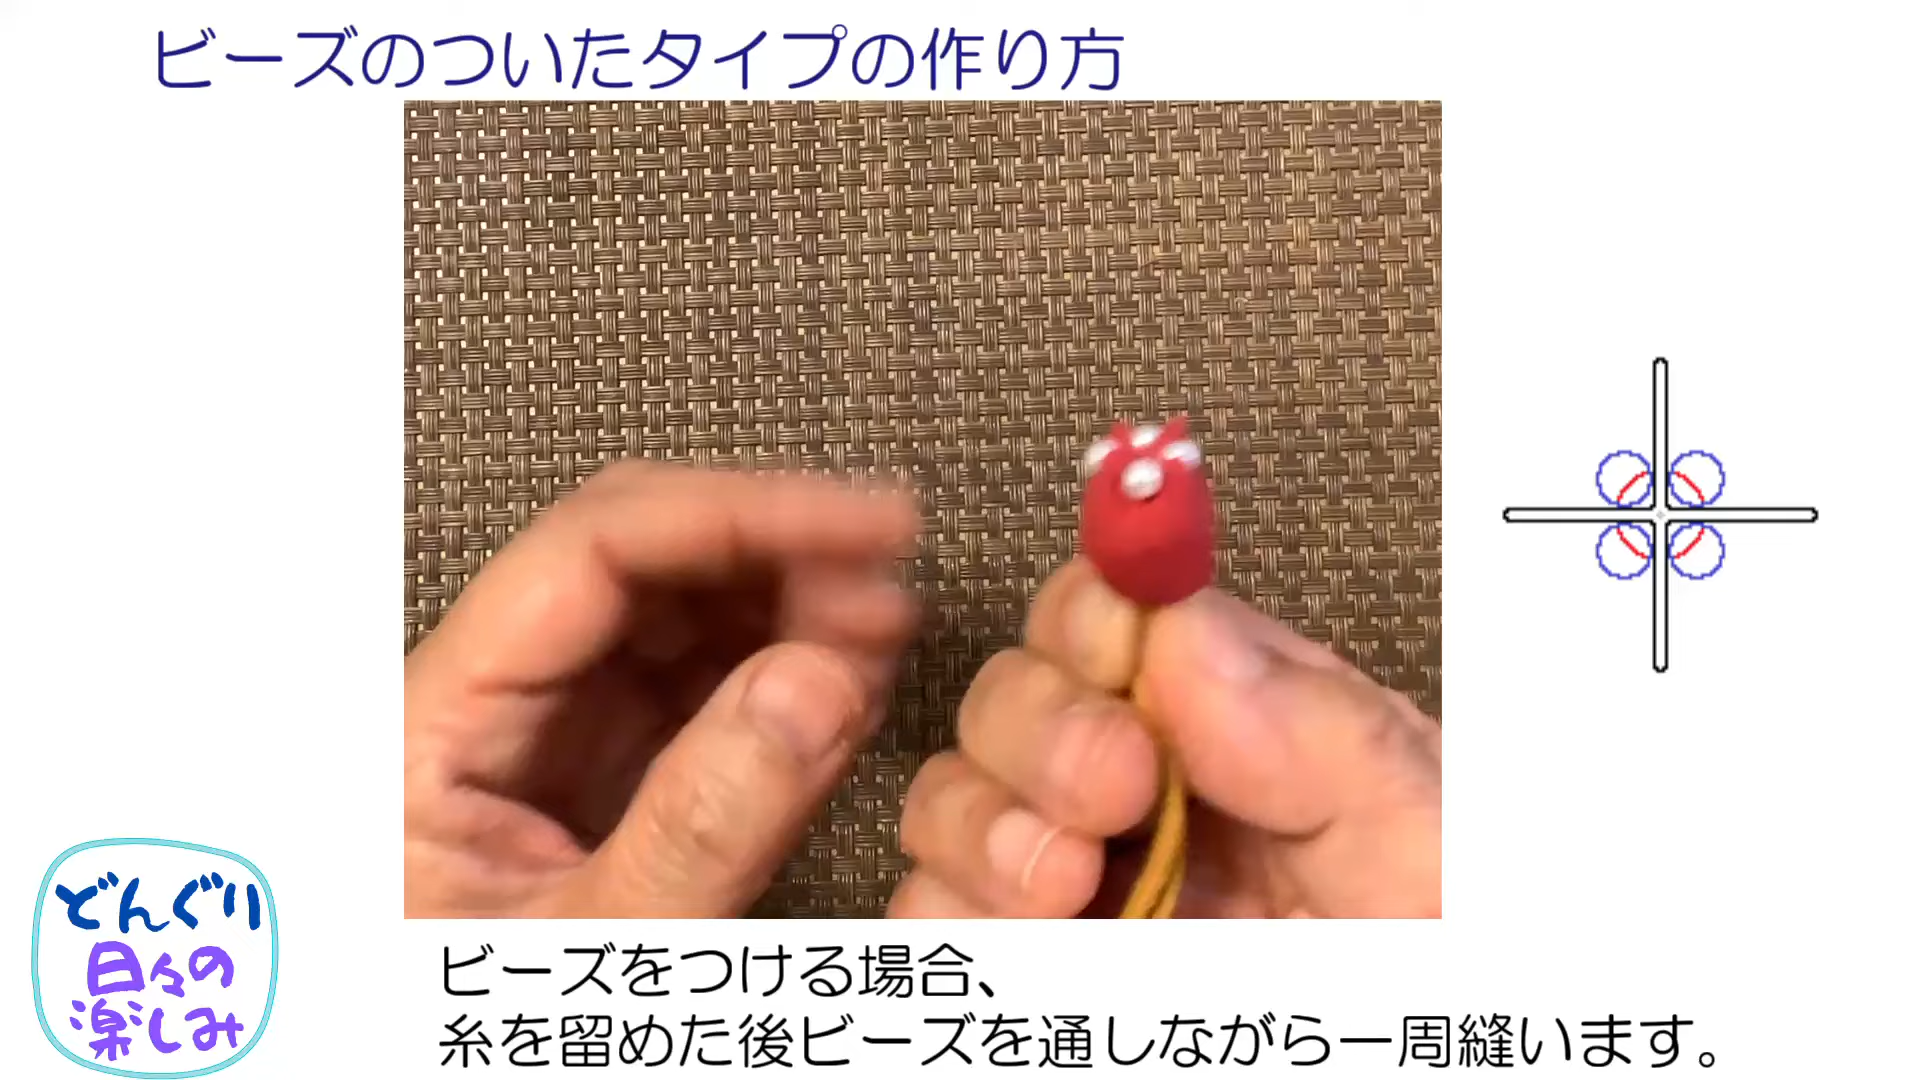 ビーズのついたタイプの作り方
ビーズをつける場合、
糸を留めた後ビーズを通しながら一周縫います。
どんぐり
日々の
楽しみ